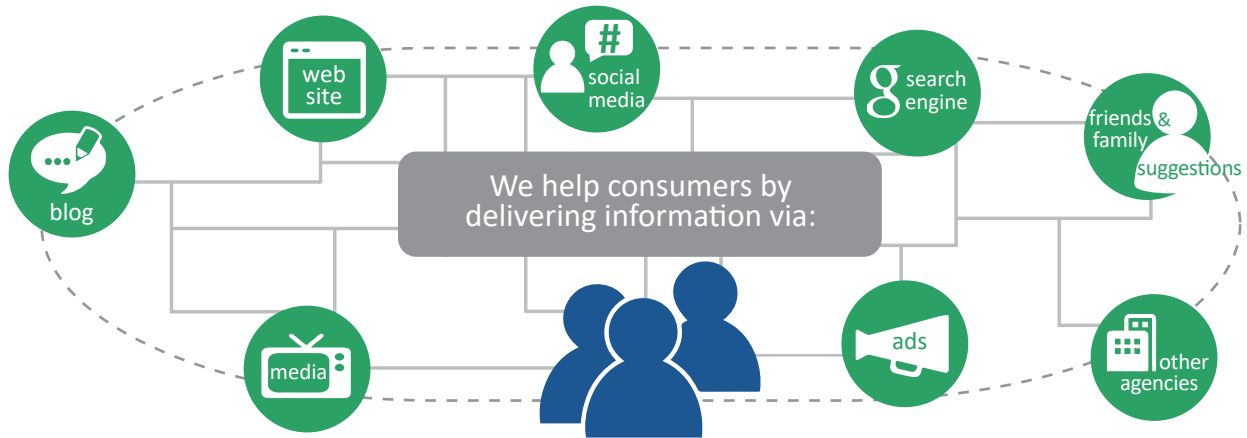 web
site
#
social
media
g search
engine
friends &
family
suggestions
blog
We help consumers by
delivering information via:
media
ads
other
agencies